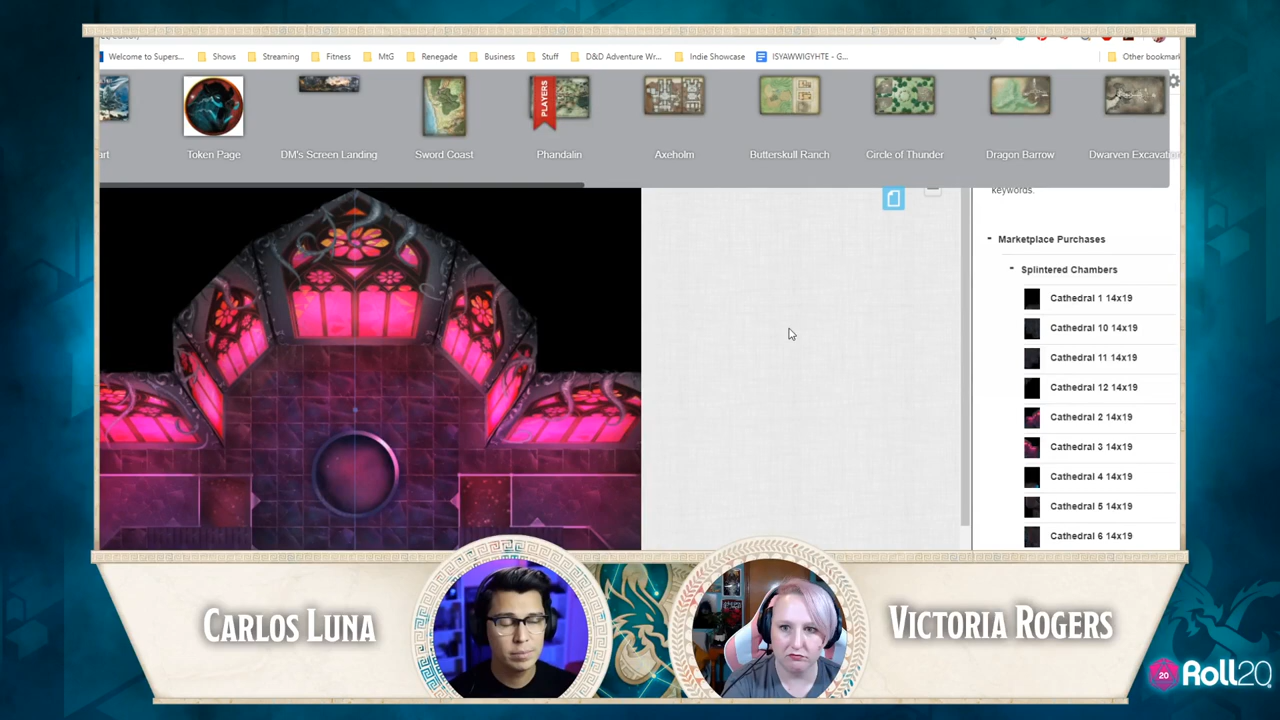 Welcome to Supers... Shows Streaming Fitness MtG Renegade Business Stuff D&D Adventure Wr... Indie Showcase ISYAWWIGYHTE - G... Other bookmark
PLAYERS
art Token Page DM's Screen Landing Sword Coast Phandalin Axeholm Butterskull Ranch Circle of Thunder Dragon Barrow Dwarven Excavatio
keywords.
Marketplace Purchases
Splintered Chambers
Cathedral 1 14x19
Cathedral 10 14x19
Cathedral 11 14x19
Cathedral 12 14x19
Cathedral 2 14x19
Cathedral 3 14x19
Cathedral 4 14x19
Cathedral 5 14x19
Cathedral 6 14x19
CARLOS LUNA
VICTORIA ROGERS
20 Roll20